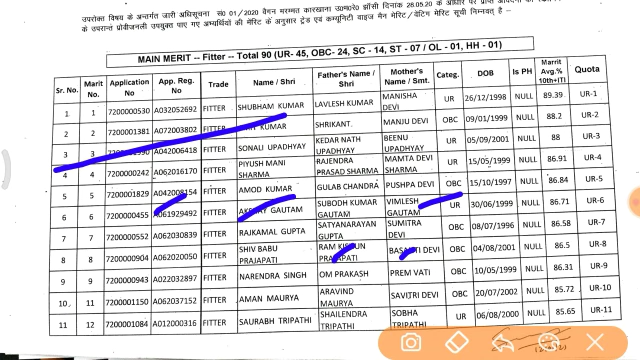 उपरोक्त विषय के अन्तर्गत जारी अधिसूचना सं0 01/2020 वैगन मरम्मत कारखाना उ०म०रे० झाँसी दिनांक 28.05.20 के आधार पर प्राप्त
के उपरान्त प्रोवीजनली उपयुक्त पाए गए अभ्यर्थियों की मेरिट के अनुसार ट्रेड एवं कम्युनिटी वाइज मेन मेरिट/वेटिंग मेरिट सूची निम्नवत् है -
MAIN MERIT -- Fitter -- Total 90 (UR- 45, OBC- 24, SC - 14, ST - 07 / OL - 01, HH - 01)
Sr. No. Marit No. Application No App. Reg. No Trade Name / Shri Father's Name / Shri Mother's Name / Smt. Categ. DOB Is PH Marrit Avg.% 10th+ITI Quota
1 1 7200000530 A032052692 FITTER SHUBHAM KUMAR LAVLESH KUMAR MANISHA DEVI UR 26/12/1998 NULL 89.39 UR-1
2 2 7200001381 A072003802 FITTER KUMAR SHRIKANT. MANJU DEVI OBC 09/01/1999 NULL 88.2 UR-2
3 3 A042006418 FITTER SONALI UPADHYAY KEDAR NATH UPADHYAY BEENU UPADHYAY UR 05/09/2001 NULL 88 UR-3
4 4 7200000242 A062016170 FITTER PIYUSH MANI SHARMA RAJENDRA PRASAD SHARMA MAMTA DEVI SHARMA UR 15/05/1999 NULL 86.91 UR-4
5 5 7200001829 A042008154 FITTER AMOD KUMAR GULAB CHANDRA PUSHPA DEVI OBC 15/10/1997 NULL 86.84 UR-5
6 6 7200000455 A061929492 FITTER GAUTAM SUBODH KUMAR GAUTAM VIMLESH GAUTAM UR 30/06/1999 NULL 86.71 UR-6
7 7 7200000552 A062030839 FITTER RAJKAMAL GUPTA SATYANARAYAN GUPTA SUMITRA DEVI OBC 08/07/1996 NULL 86.58 UR-7
8 8 7200000904 A062020050 FITTER SHIV BABU PRAJAPATI RAM KISHUN PRAJAPATI BASANTI DEVI OBC 04/08/2001 NULL 86.5 UR-8
9 9 7200000943 A022032897 FITTER NARENDRA SINGH OM PRAKASH PREM VATI OBC 10/05/1999 NULL 86.31 UR-9
10 11 7200001150 A062037152 FITTER AMAN MAURYA ARAVIND MAURYA SAVITRI DEVI OBC 20/07/2002 NULL 85.72 UR-10
11 12 7200001084 A012000316 FITTER SAURABH TRIPATHI SHAILENDRA TRIPATHI SOBHA TRIPATHI UR 06/08/2000 NULL 85.65 UR-11